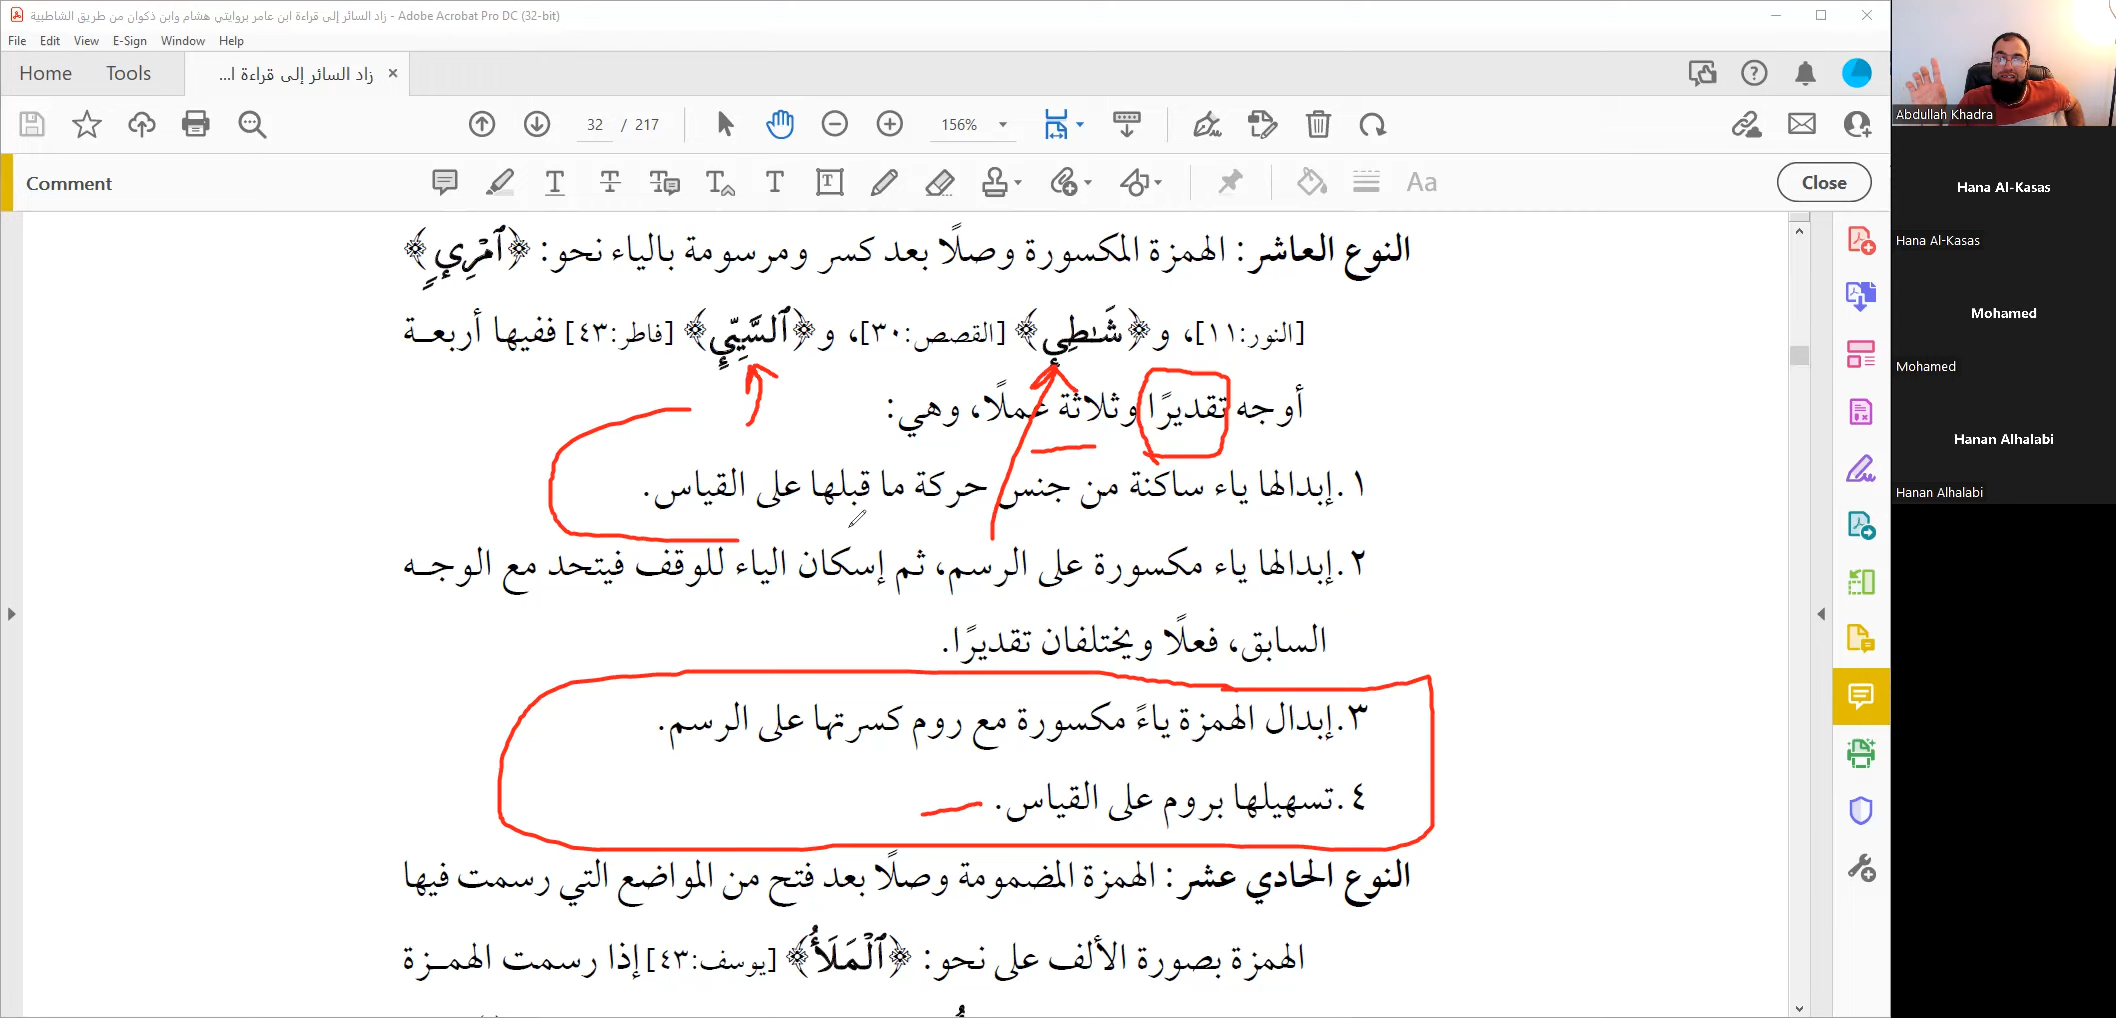 زاد السائر إلى قراءة ابن عامر بروايتي هشام وابن ذكوان من طريق الشاطبية - Adobe Acrobat Pro DC (32-bit)
File Edit View E-Sign Window Help
Home Tools زاد السائر إلى قراءة ا... ×
32 / 217 156%
Comment Close
Aa
النوع العاشر: الهمزة المكسورة وصلًا بعد كسر ومرسومة بالياء نحو: ﴿ٱمْرِيٍٕ﴾
[النور:١١]، و﴿شَٰطِيِٕ﴾ [القصص:٣٠]، و﴿ٱلسَّيِّيِٕ﴾ [فاطر:٤٣] ففيها أربعـة
أوجه تقديرًا وثلاثة عملًا، وهي:
١.إبدالها ياء ساكنة من جنس حركة ما قبلها على القياس.
٢.إبدالها ياء مكسورة على الرسم، ثم إسكان الياء للوقف فيتحد مع الوجـه
السابق، فعلًا ويختلفان تقديرًا.
٣.إبدال الهمزة ياءً مكسورة مع روم كسرتها على الرسم.
٤.تسهيلها بروم على القياس.
النوع الحادي عشر: الهمزة المضمومة وصلًا بعد فتح من المواضع التي رسمت فيها
الهمزة بصورة الألف على نحو: ﴿ٱلْمَلَأُ﴾ [يوسف:٤٣] إذا رسمت الهمـزة
Abdullah Khadra
Hana Al-Kasas
Hana Al-Kasas
Mohamed
Mohamed
Hanan Alhalabi
Hanan Alhalabi